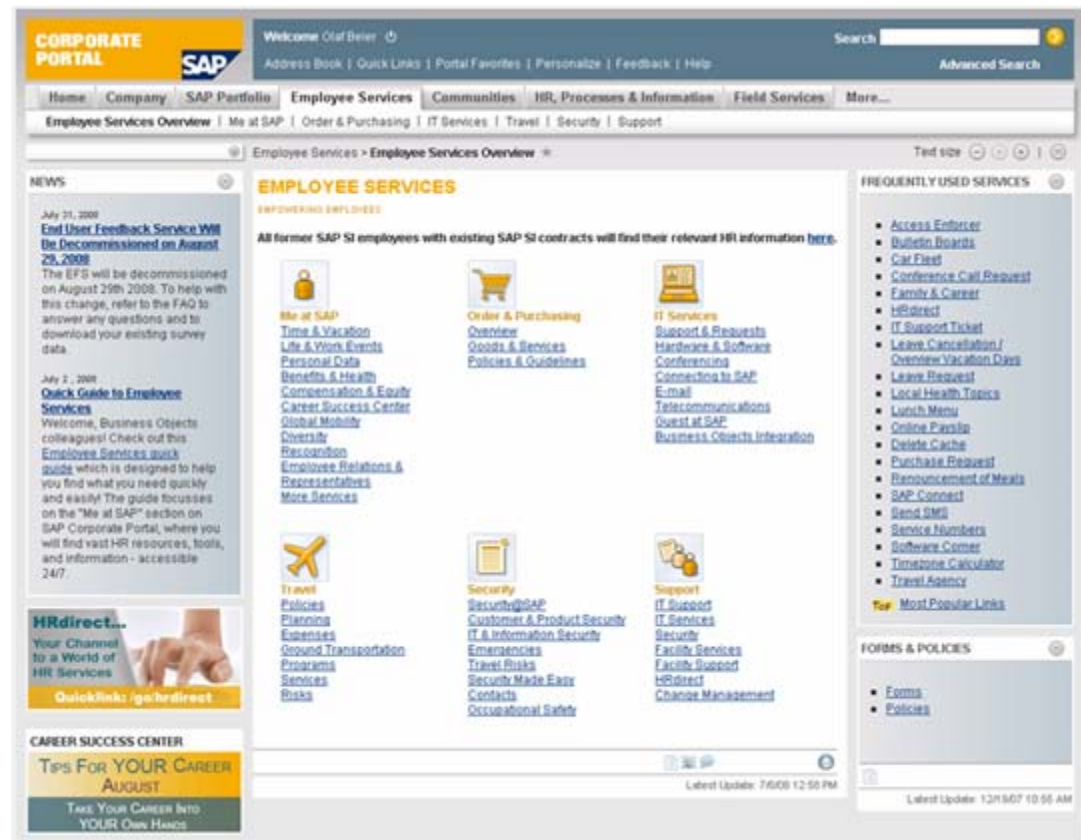 CORPORATE
PORTAL
SAP
Welcome Olaf Beier
Search
Address Book | Quick Links | Portal Favorites | Personalize | Feedback | Help
Advanced Search
Home Company SAP Portfolio Employee Services Communities HR, Processes & Information Field Services More...
Employee Services Overview | Me at SAP | Order & Purchasing | IT Services | Travel | Security | Support
Employee Services > Employee Services Overview
Text size
NEWS
July 31, 2008
End User Feedback Service Will
Be Decommissioned on August
29, 2008
The EFS will be decommissioned
on August 29th 2008. To help with
this change, refer to the FAQ to
answer any questions and to
download your existing survey
data.
July 2, 2008
Quick Guide to Employee
Services
Welcome, Business Objects
colleagues! Check out this
Employee Services quick
guide which is designed to help
you find what you need quickly
and easily! The guide focusses
on the "Me at SAP" section on
SAP Corporate Portal, where you
will find vast HR resources, tools,
and information - accessible
24/7.
HRdirect...
Your Channel
to a World of
HR Services
Quicklink: /go/hrdirect
CAREER SUCCESS CENTER
TIPS FOR YOUR CAREER
AUGUST
TAKE YOUR CAREER INTO
YOUR OWN HANDS
EMPLOYEE SERVICES
EMPOWERING EMPLOYEES
All former SAP SI employees with existing SAP SI contracts will find their relevant HR information here.
Me at SAP
Time & Vacation
Life & Work Events
Personal Data
Benefits & Health
Compensation & Equity
Career Success Center
Global Mobility
Diversity
Recognition
Employee Relations &
Representatives
More Services
Order & Purchasing
Overview
Goods & Services
Policies & Guidelines
IT Services
Support & Requests
Hardware & Software
Conferencing
Connecting to SAP
E-mail
Telecommunications
Guest at SAP
Business Objects Integration
Travel
Policies
Planning
Expenses
Ground Transportation
Programs
Services
Risks
Security
Security@SAP
Customer & Product Security
IT & Information Security
Emergencies
Travel Risks
Security Made Easy
Contacts
Occupational Safety
Support
IT Support
IT Services
Security
Facility Services
Facility Support
HRdirect
Change Management
Latest Update: 7/6/08 12:58 PM
FREQUENTLY USED SERVICES
Access Enforcer
Bulletin Boards
Car Fleet
Conference Call Request
Family & Career
HRdirect
IT Support Ticket
Leave Cancellation /
Overview Vacation Days
Leave Request
Local Health Topics
Lunch Menu
Online Payslip
Delete Cache
Purchase Request
Renouncement of Meals
SAP Connect
Send SMS
Service Numbers
Software Corner
Timezone Calculator
Travel Agency
Top Most Popular Links
FORMS & POLICIES
Forms
Policies
Latest Update: 12/19/07 10:55 AM